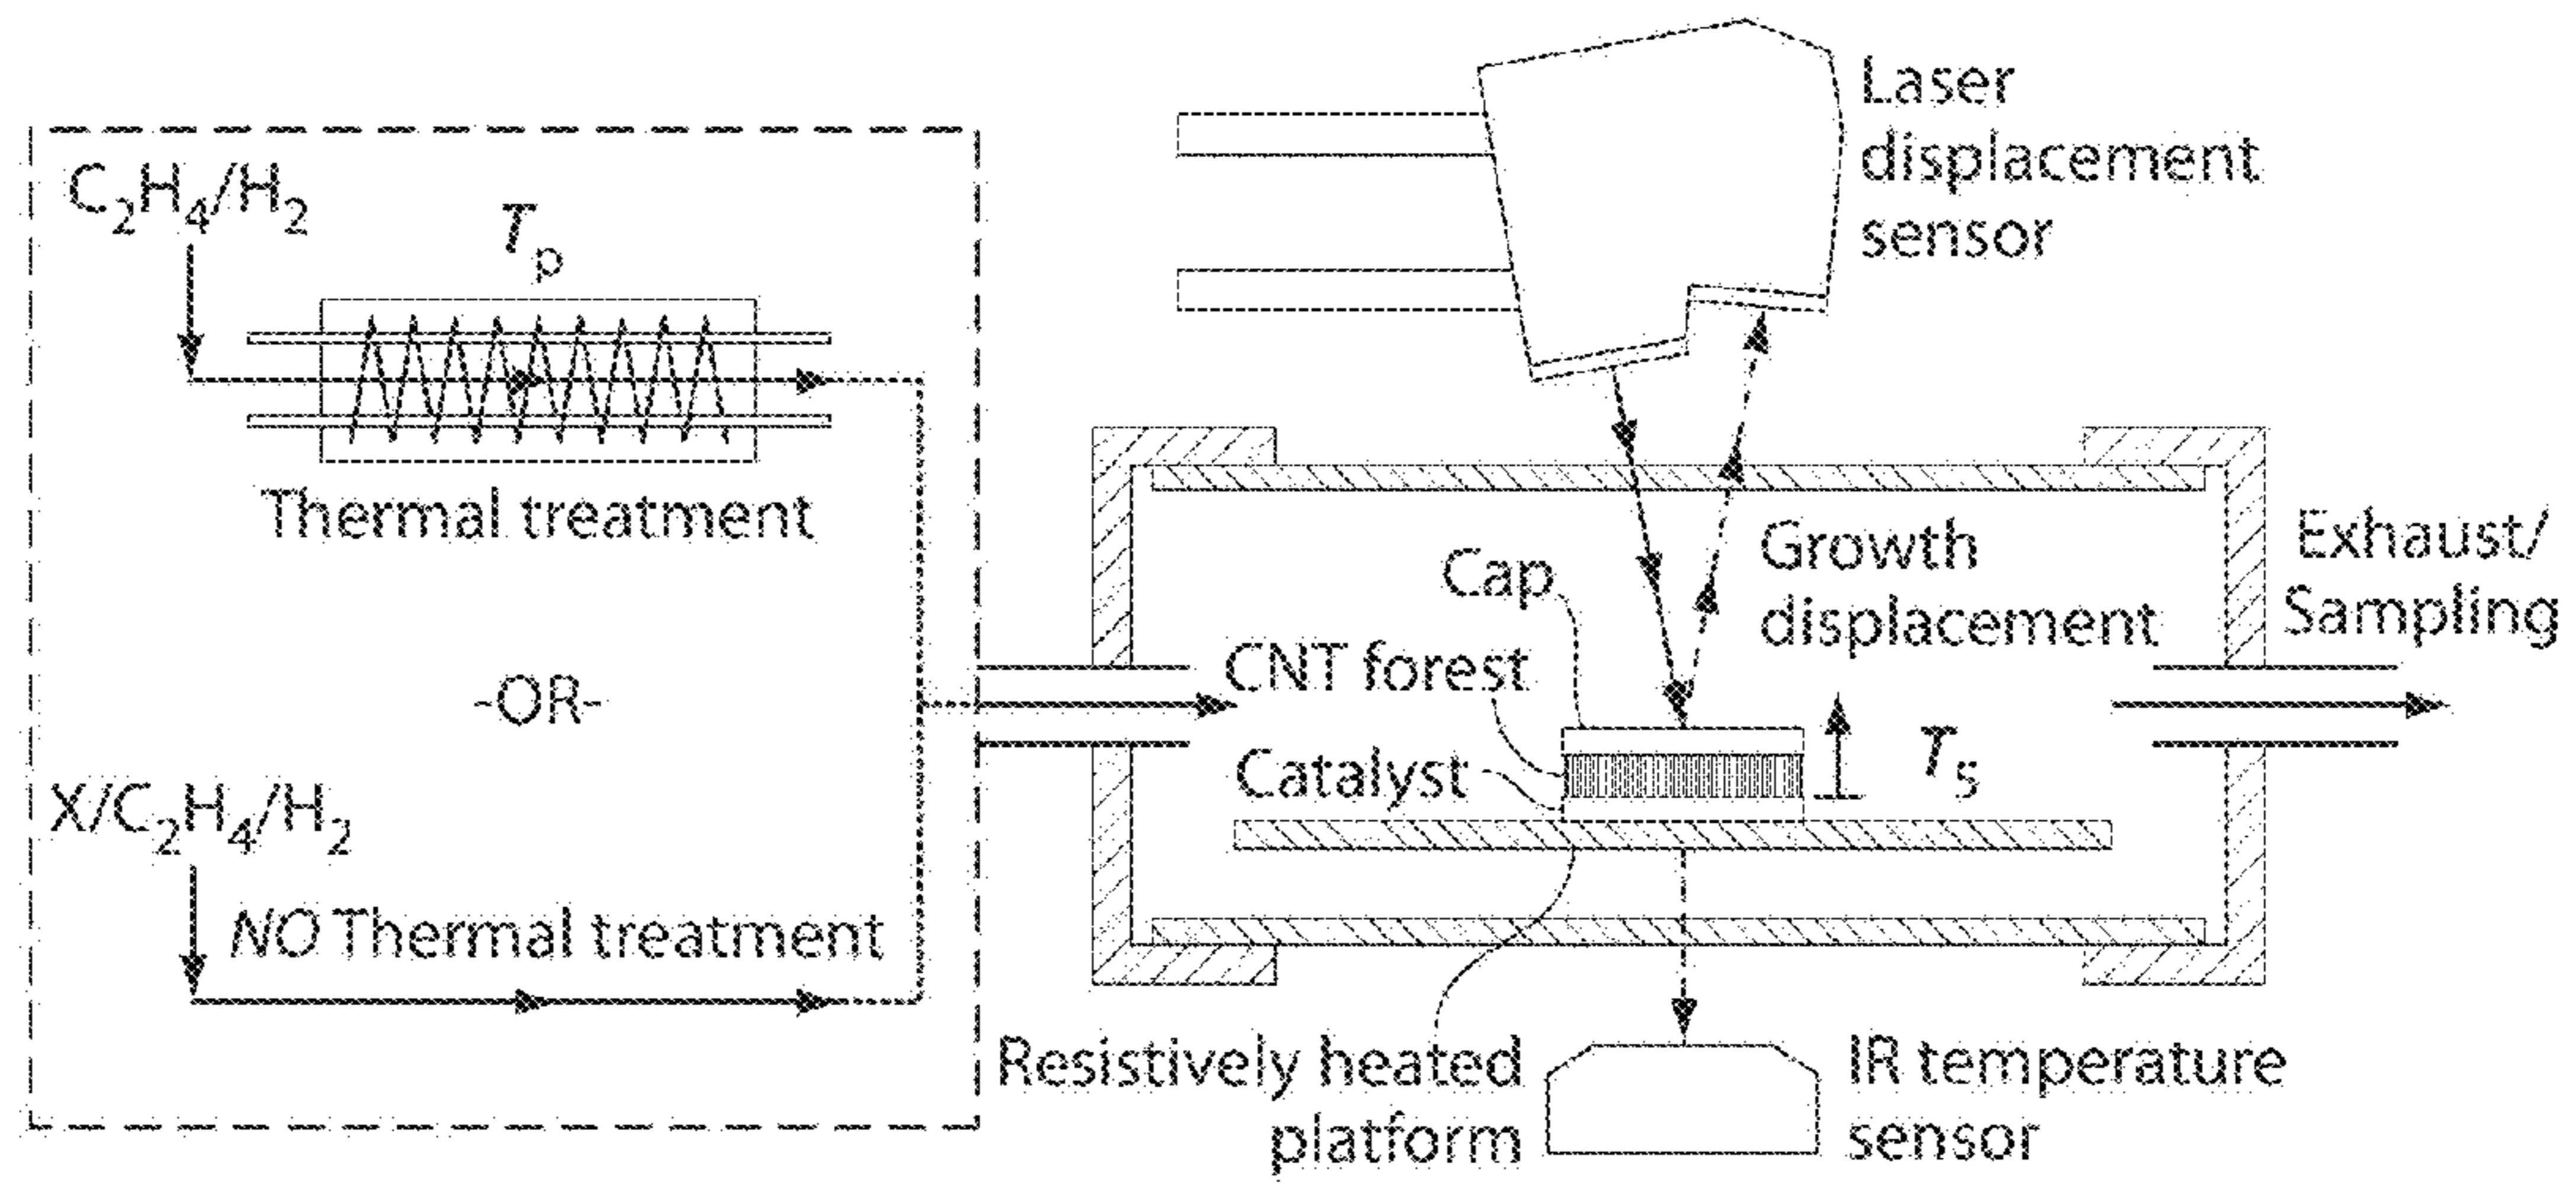 C2H4/H2
Tp
Thermal treatment
-OR-
X/C2H4/H2
NO Thermal treatment
Laser
displacement
sensor
Growth
displacement
Cap
CNT forest
Catalyst
Ts
Exhaust/
Sampling
Resistively heated
platform
IR temperature
sensor